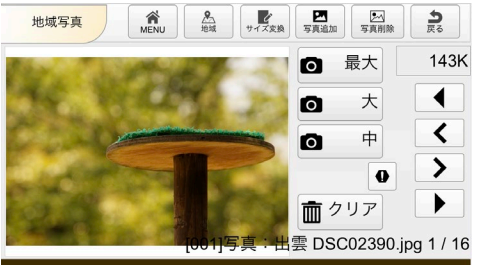 地域写真
MENU
地域
サイズ変換
写真追加
写真削除
戻る
最大
143K
大
中
クリア
[001]写真：出雲 DSC02390.jpg 1 / 16